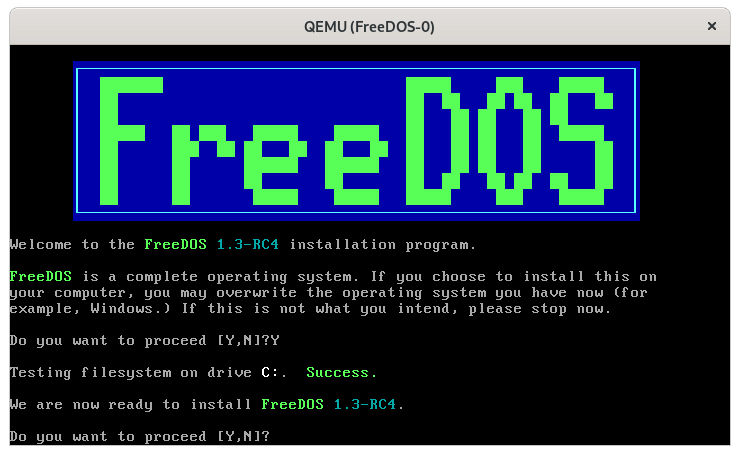 QEMU (FreeDOS-0)
×
FreeDOS
Welcome to the FreeDOS 1.3-RC4 installation program.
FreeDOS is a complete operating system. If you choose to install this on
your computer, you may overwrite the operating system you have now (for
example, Windows.) If this is not what you intend, please stop now.
Do you want to proceed [Y,N]?Y
Testing filesystem on drive C:.  Success.
We are now ready to install FreeDOS 1.3-RC4.
Do you want to proceed [Y,N]?